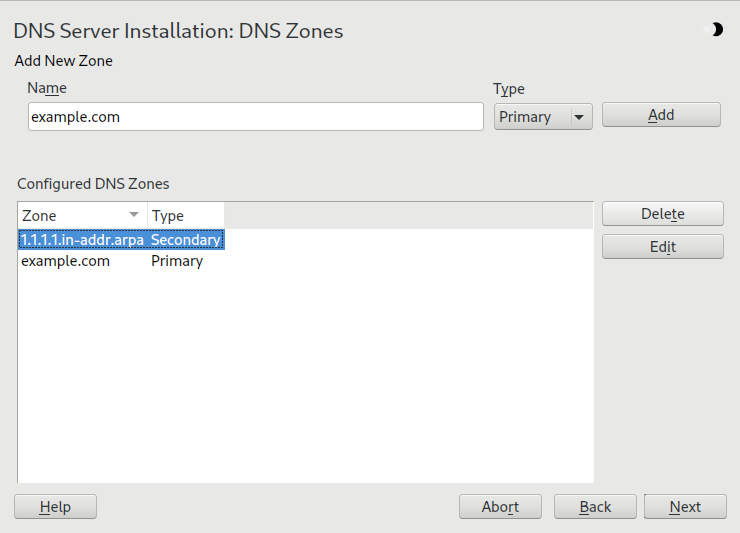 DNS Server Installation: DNS Zones
Add New Zone
Name
Type
example.com
Primary
Add
Configured DNS Zones
Zone
Type
Delete
1.1.1.1.in-addr.arpa Secondary
example.com Primary
Edit
Help
Abort
Back
Next